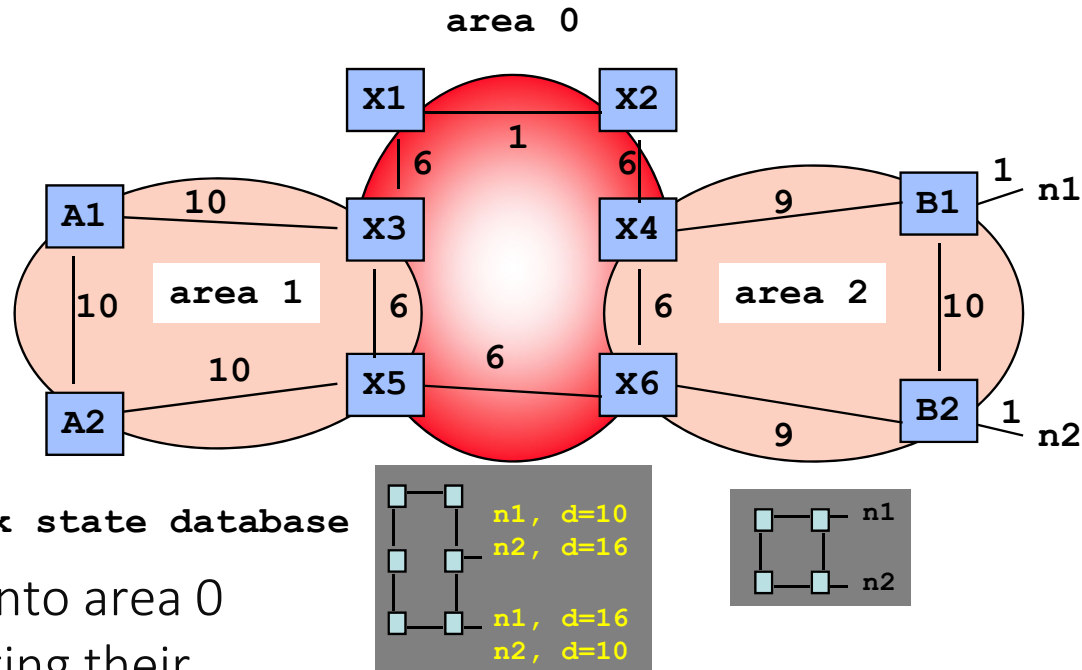 area 0
X1
X2
1
6
6
1
n1
A1
10
X3
X4
9
B1
area 1
area 2
10
6
6
10
10
6
X5
X6
A2
B2
1
n2
9
state database
n1, d=10
n2, d=16
n1
nto area 0
n2
n1, d=16
n2, d=10